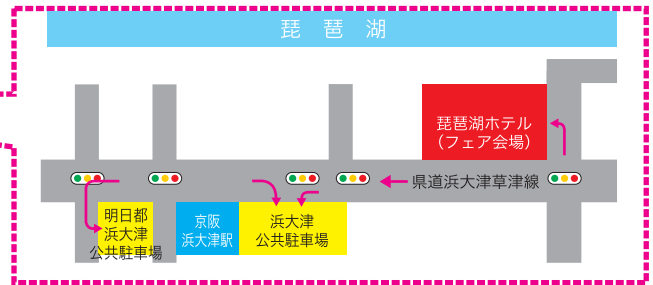 琵琶湖
琵琶湖ホテル
（フェア会場）
県道浜大津草津線
明日都
浜大津
公共駐車場
京阪
浜大津駅
浜大津
公共駐車場